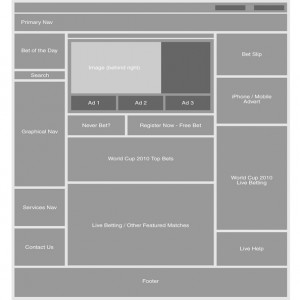 Primary Nav
Bet of the Day
Search
Graphical Nav
Services Nav
Contact Us
Image (behind right)
Ad 1
Ad 2
Ad 3
Never Bet?
Register Now - Free Bet
World Cup 2010 Top Bets
Live Betting / Other Featured Matches
Bet Slip
iPhone / Mobile
Advert
World Cup 2010
Live Betting
Live Help
Footer